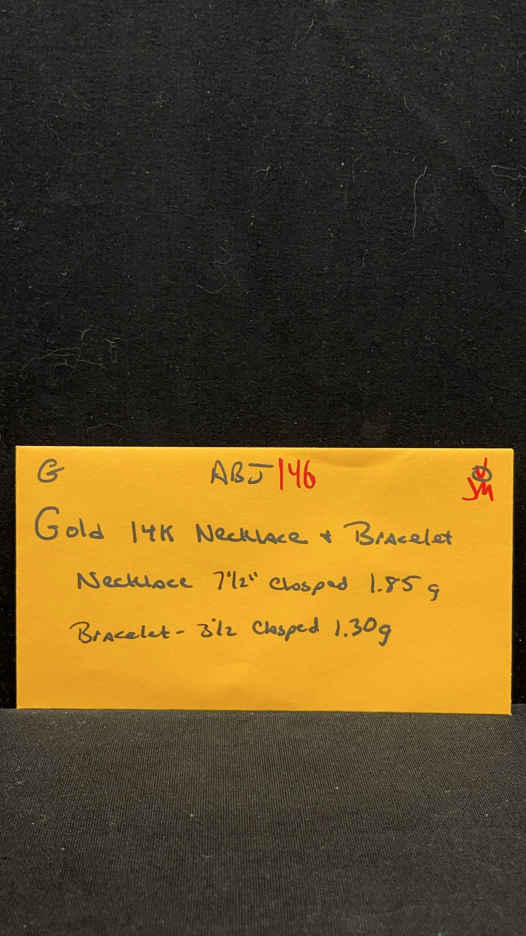 G ABJ 146
Gold 14K Necklace + Bracelet
Necklace 7 1/2" Clasped 1.85 g
Bracelet - 3 1/2 Clasped 1.30g